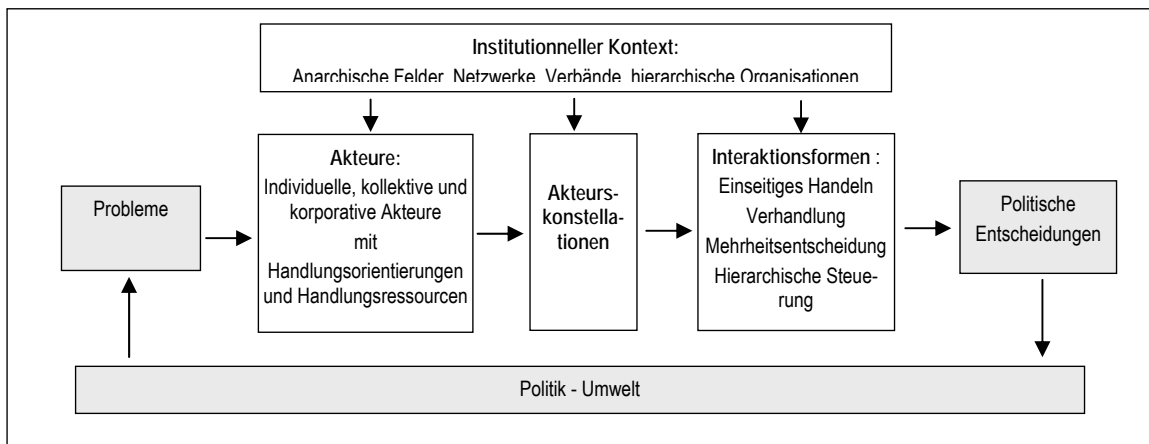 Institutioneller Kontext:
Anarchische Felder, Netzwerke, Verbände, hierarchische Organisationen
Probleme
Akteure:
Individuelle, kollektive und
korporative Akteure
mit
Handlungsorientierungen
und Handlungsressourcen
Akteurs-
konstella-
tionen
Interaktionsformen :
Einseitiges Handeln
Verhandlung
Mehrheitsentscheidung
Hierarchische Steue-
rung
Politische
Entscheidungen
Politik - Umwelt